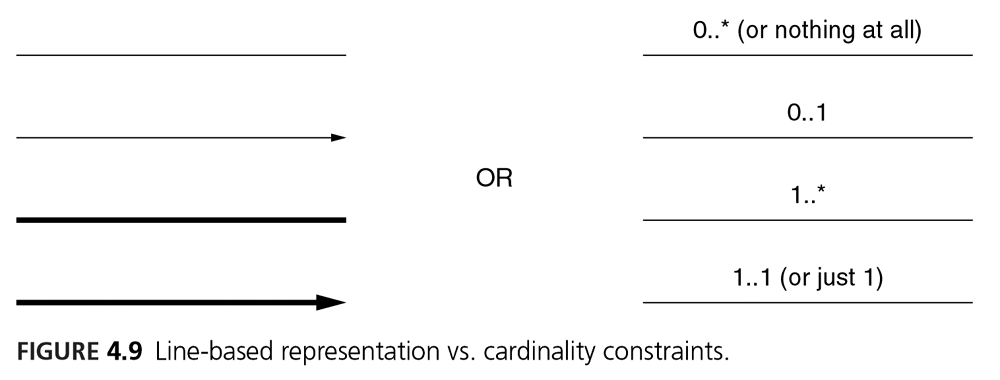 0..* (or nothing at all)
0..1
OR
1..*
1..1 (or just 1)
FIGURE 4.9 Line-based representation vs. cardinality constraints.